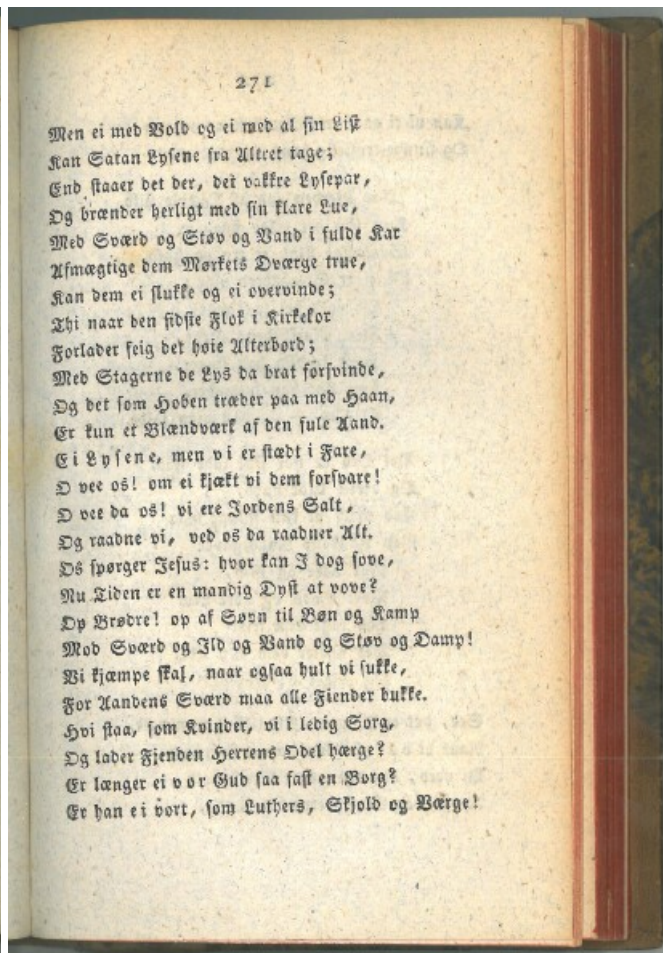 271
Men ei med Vold og ei med al sin List
Kan Satan Lysene fra Altret tage;
End staaer det der, det vakkre Lysepar,
Og brænder herligt med sin klare Lue,
Med Sværd og Støv og Vand i fulde Kar
Afmægtige dem Mørkets Dværge true,
Kan dem ei slukke og ei overvinde;
Thi naar den sidste Flok i Kirkekor
Forlader feig det høie Alterbord;
Med Stagerne de Lys da brat forsvinde,
Og det som Hoben træder paa med Haan,
Er kun et Blændværk af den fule Aand.
Ei Lysene, men vi er stædt i Fare,
O vee os! om ei kjækt vi dem forsvare!
O vee da os! vi ere Jordens Salt,
Og raadne vi, ved os da raadner Alt.
Os spørger Jesus: hvor kan I dog sove,
Nu Tiden er en mandig Dyst at vove?
Op Brødre! op af Søvn til Bøn og Kamp
Mod Sværd og Ild og Vand og Støv og Damp!
Vi kjæmpe skal, naar ogsaa hult vi sukke,
For Aandens Sværd maa alle Fiender bukke.
Hvi staa, som Kvinder, vi i ledig Sorg,
Og lader Fjenden Herrens Odel hærge?
Er længer ei vor Gud saa fast en Borg?
Er han ei vort, som Luthers, Skjold og Værge!